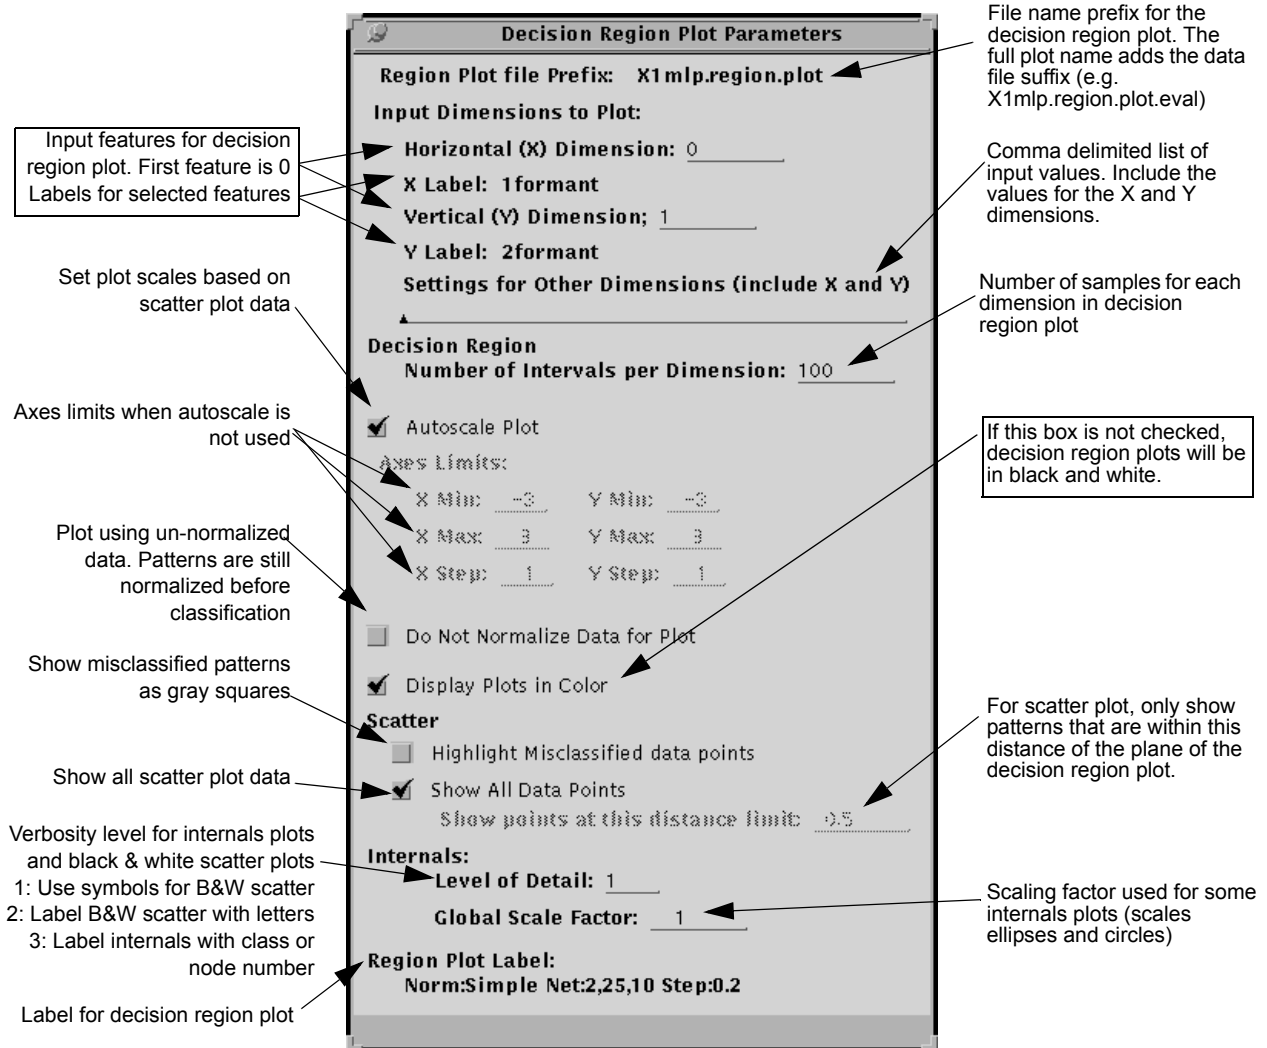 Decision Region Plot Parameters
Region Plot file Prefix: X1mlp.region.plot
Input Dimensions to Plot:
Horizontal (X) Dimension: 0
X Label: 1formant
Vertical (Y) Dimension; 1
Y Label: 2formant
Settings for Other Dimensions (include X and Y)
Decision Region
Number of Intervals per Dimension: 100
Autoscale Plot
Axes Limits:
X Min: -3 Y Min: -3
X Max: 3 Y Max: 3
X Step: 1 Y Step: 1
Do Not Normalize Data for Plot
Display Plots in Color
Scatter
Highlight Misclassified data points
Show All Data Points
Show points at this distance limit: 0.5
Internals:
Level of Detail: 1
Global Scale Factor: 1
Region Plot Label:
Norm:Simple Net:2,25,10 Step:0.2
Input features for decision
region plot. First feature is 0
Labels for selected features
Set plot scales based on
scatter plot data
Axes limits when autoscale is
not used
Plot using un-normalized
data. Patterns are still
normalized before
classification
Show misclassified patterns
as gray squares
Show all scatter plot data
Verbosity level for internals plots
and black & white scatter plots
1: Use symbols for B&W scatter
2: Label B&W scatter with letters
3: Label internals with class or
node number
Label for decision region plot
File name prefix for the
decision region plot. The
full plot name adds the data
file suffix (e.g.
X1mlp.region.plot.eval)
Comma delimited list of
input values. Include the
values for the X and Y
dimensions.
Number of samples for each
dimension in decision
region plot
If this box is not checked,
decision region plots will be
in black and white.
For scatter plot, only show
patterns that are within this
distance of the plane of the
decision region plot.
Scaling factor used for some
internals plots (scales
ellipses and circles)